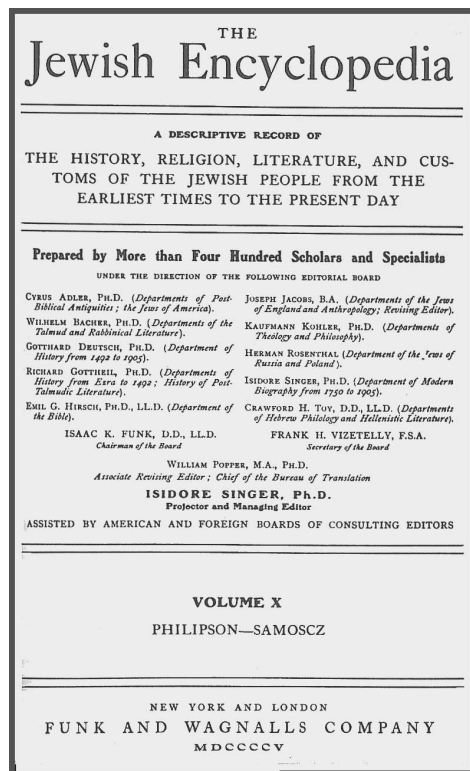 THE
Jewish Encyclopedia
A DESCRIPTIVE RECORD OF
THE HISTORY, RELIGION, LITERATURE, AND CUS-
TOMS OF THE JEWISH PEOPLE FROM THE
EARLIEST TIMES TO THE PRESENT DAY
Prepared by More than Four Hundred Scholars and Specialists
UNDER THE DIRECTION OF THE FOLLOWING EDITORIAL BOARD
CYRUS ADLER, PH.D. (Departments of Post-
Biblical Antiquities; the Jews of America).
WILHELM BACHER, PH.D. (Departments of the
Talmud and Rabbinical Literature).
GOTTHARD DEUTSCH, PH.D. (Department of
History from 1492 to 1905).
RICHARD GOTTHEIL, PH.D. (Departments of
History from Ezra to 1492; History of Post-
Talmudic Literature).
EMIL G. HIRSCH, PH.D., LL.D. (Department of
the Bible).
JOSEPH JACOBS, B.A. (Departments of the Jews
of England and Anthropology; Revising Editor).
KAUFMANN KOHLER, PH.D. (Departments of
Theology and Philosophy).
HERMAN ROSENTHAL (Department of the Jews of
Russia and Poland).
ISIDORE SINGER, PH.D. (Department of Modern
Biography from 1750 to 1905).
CRAWFORD H. TOY, D.D., LL.D. (Departments
of Hebrew Philology and Hellenistic Literature).
ISAAC K. FUNK, D.D., LL.D.
Chairman of the Board
FRANK H. VIZETELLY, F.S.A.
Secretary of the Board
WILLIAM POPPER, M.A., PH.D.
Associate Revising Editor; Chief of the Bureau of Translation
ISIDORE SINGER, Ph.D.
Projector and Managing Editor
ASSISTED BY AMERICAN AND FOREIGN BOARDS OF CONSULTING EDITORS
VOLUME X
PHILIPSON—SAMOSCZ
NEW YORK AND LONDON
FUNK AND WAGNALLS COMPANY
MDCCCCV